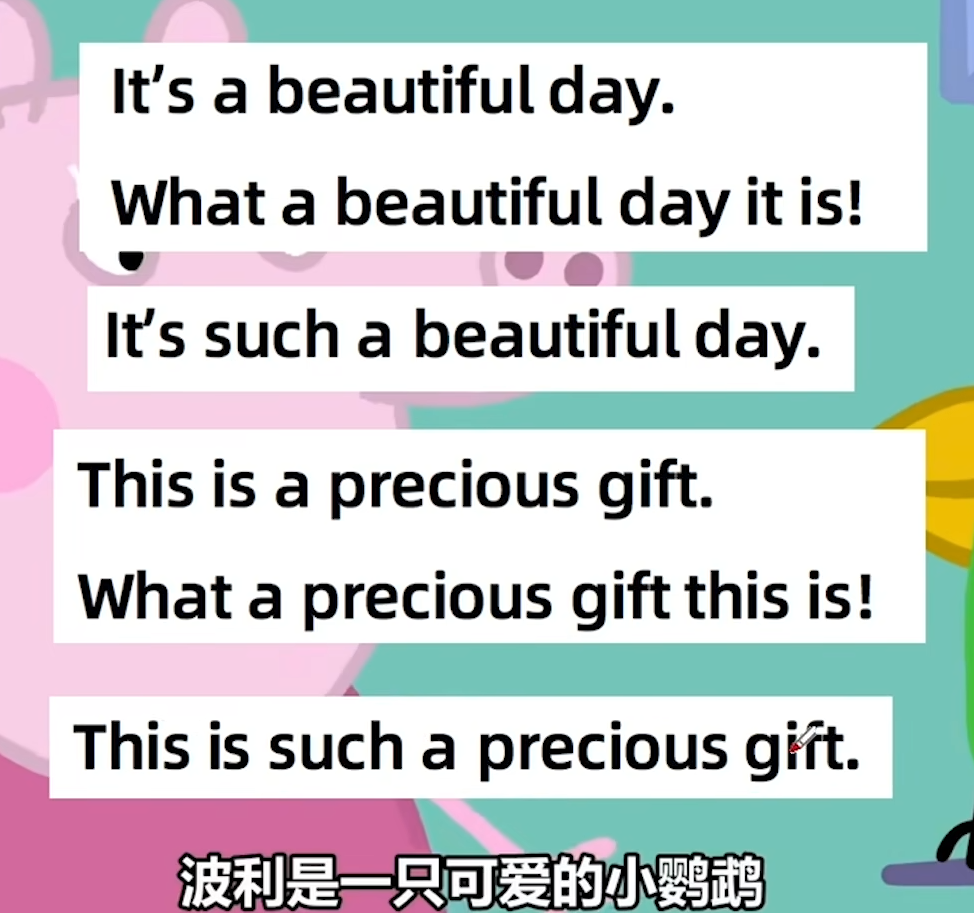 It's a beautiful day.
What a beautiful day it is!
It's such a beautiful day.
This is a precious gift.
What a precious gift this is!
This is such a precious gift.
波利是一只可爱的小鹦鹉